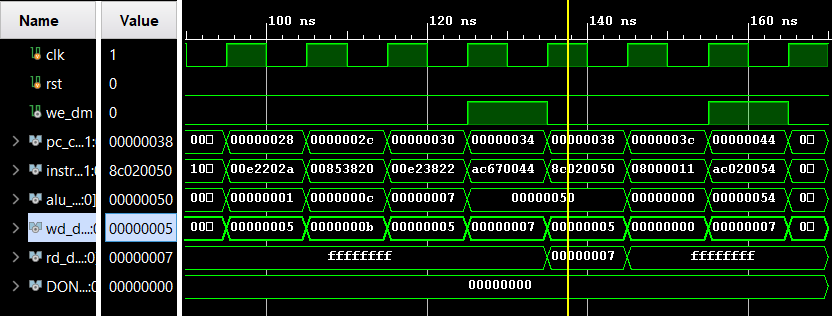 Name Value 100 ns 120 ns 140 ns 160 ns
clk 1
rst 0
we_dm 0
pc_c...1: 00000038 00□ 00000028 0000002c 00000030 00000034 00000038 0000003c 00000044 0□
instr...1:0] 8c020050 10□ 00e2202a 00853820 00e23822 ac670044 8c020050 08000011 ac020054 0□
alu_...:0] 00000050 00□ 00000001 0000000c 00000007 00000050 00000000 00000054 0□
wd_d...:0 00000005 00□ 00000005 0000000b 00000005 00000007 00000005 00000000 00000007 0□
rd_d...:0] 00000007 ffffffff 00000007 ffffffff
DON...:0] 00000000 00000000